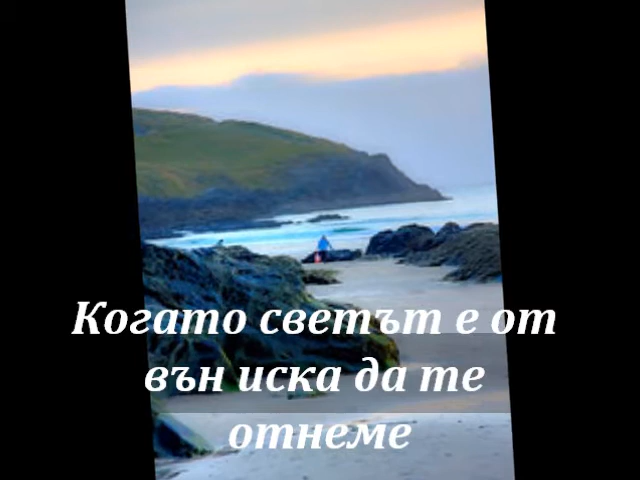 Когато светът е от
вън иска да те
отнеме